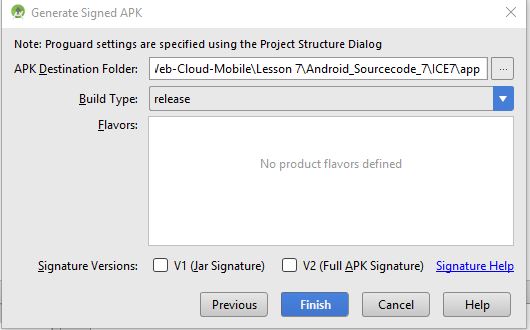 Generate Signed APK
Note: Proguard settings are specified using the Project Structure Dialog
APK Destination Folder: Veb-Cloud-Mobile\Lesson 7\Android_Sourcecode_7\ICE7\app ...
Build Type: release
Flavors:
No product flavors defined
Signature Versions: V1 (Jar Signature) V2 (Full APK Signature) Signature Help
Previous Finish Cancel Help